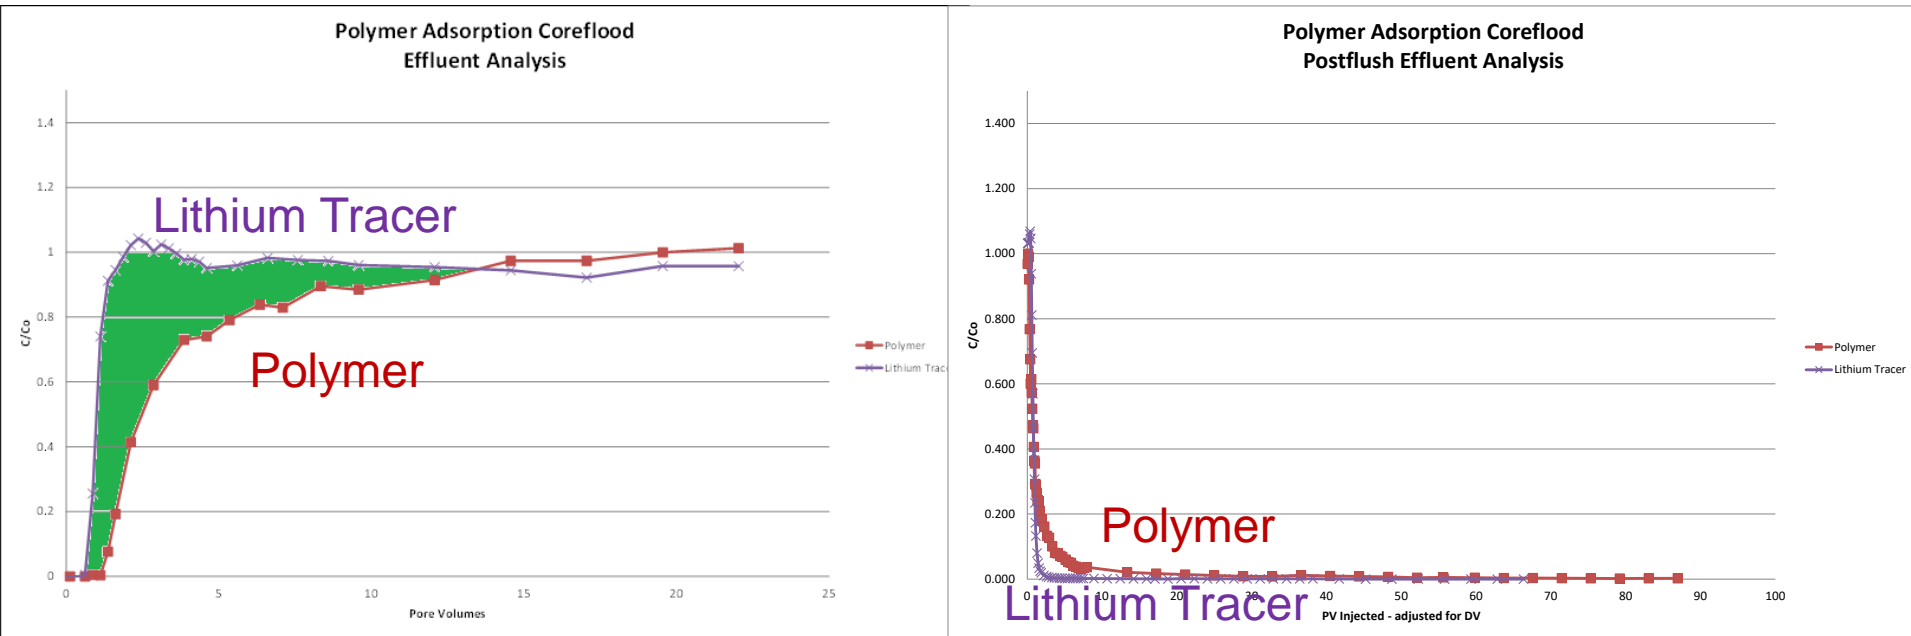 Polymer Adsorption Coreflood
Effluent Analysis
1.4
1.2
1
0.8
0.6
0.4
0.2
0
C/Co
0
5
10
15
20
25
Pore Volumes
Lithium Tracer
Polymer
Polymer
Lithium Trac
Polymer Adsorption Coreflood
Postflush Effluent Analysis
1.400
1.200
1.000
0.800
0.600
0.400
0.200
0.000
C/Co
0
10
20
30
40
50
60
70
80
90
100
PV Injected - adjusted for DV
Polymer
Lithium Tracer
Polymer
Lithium Tracer